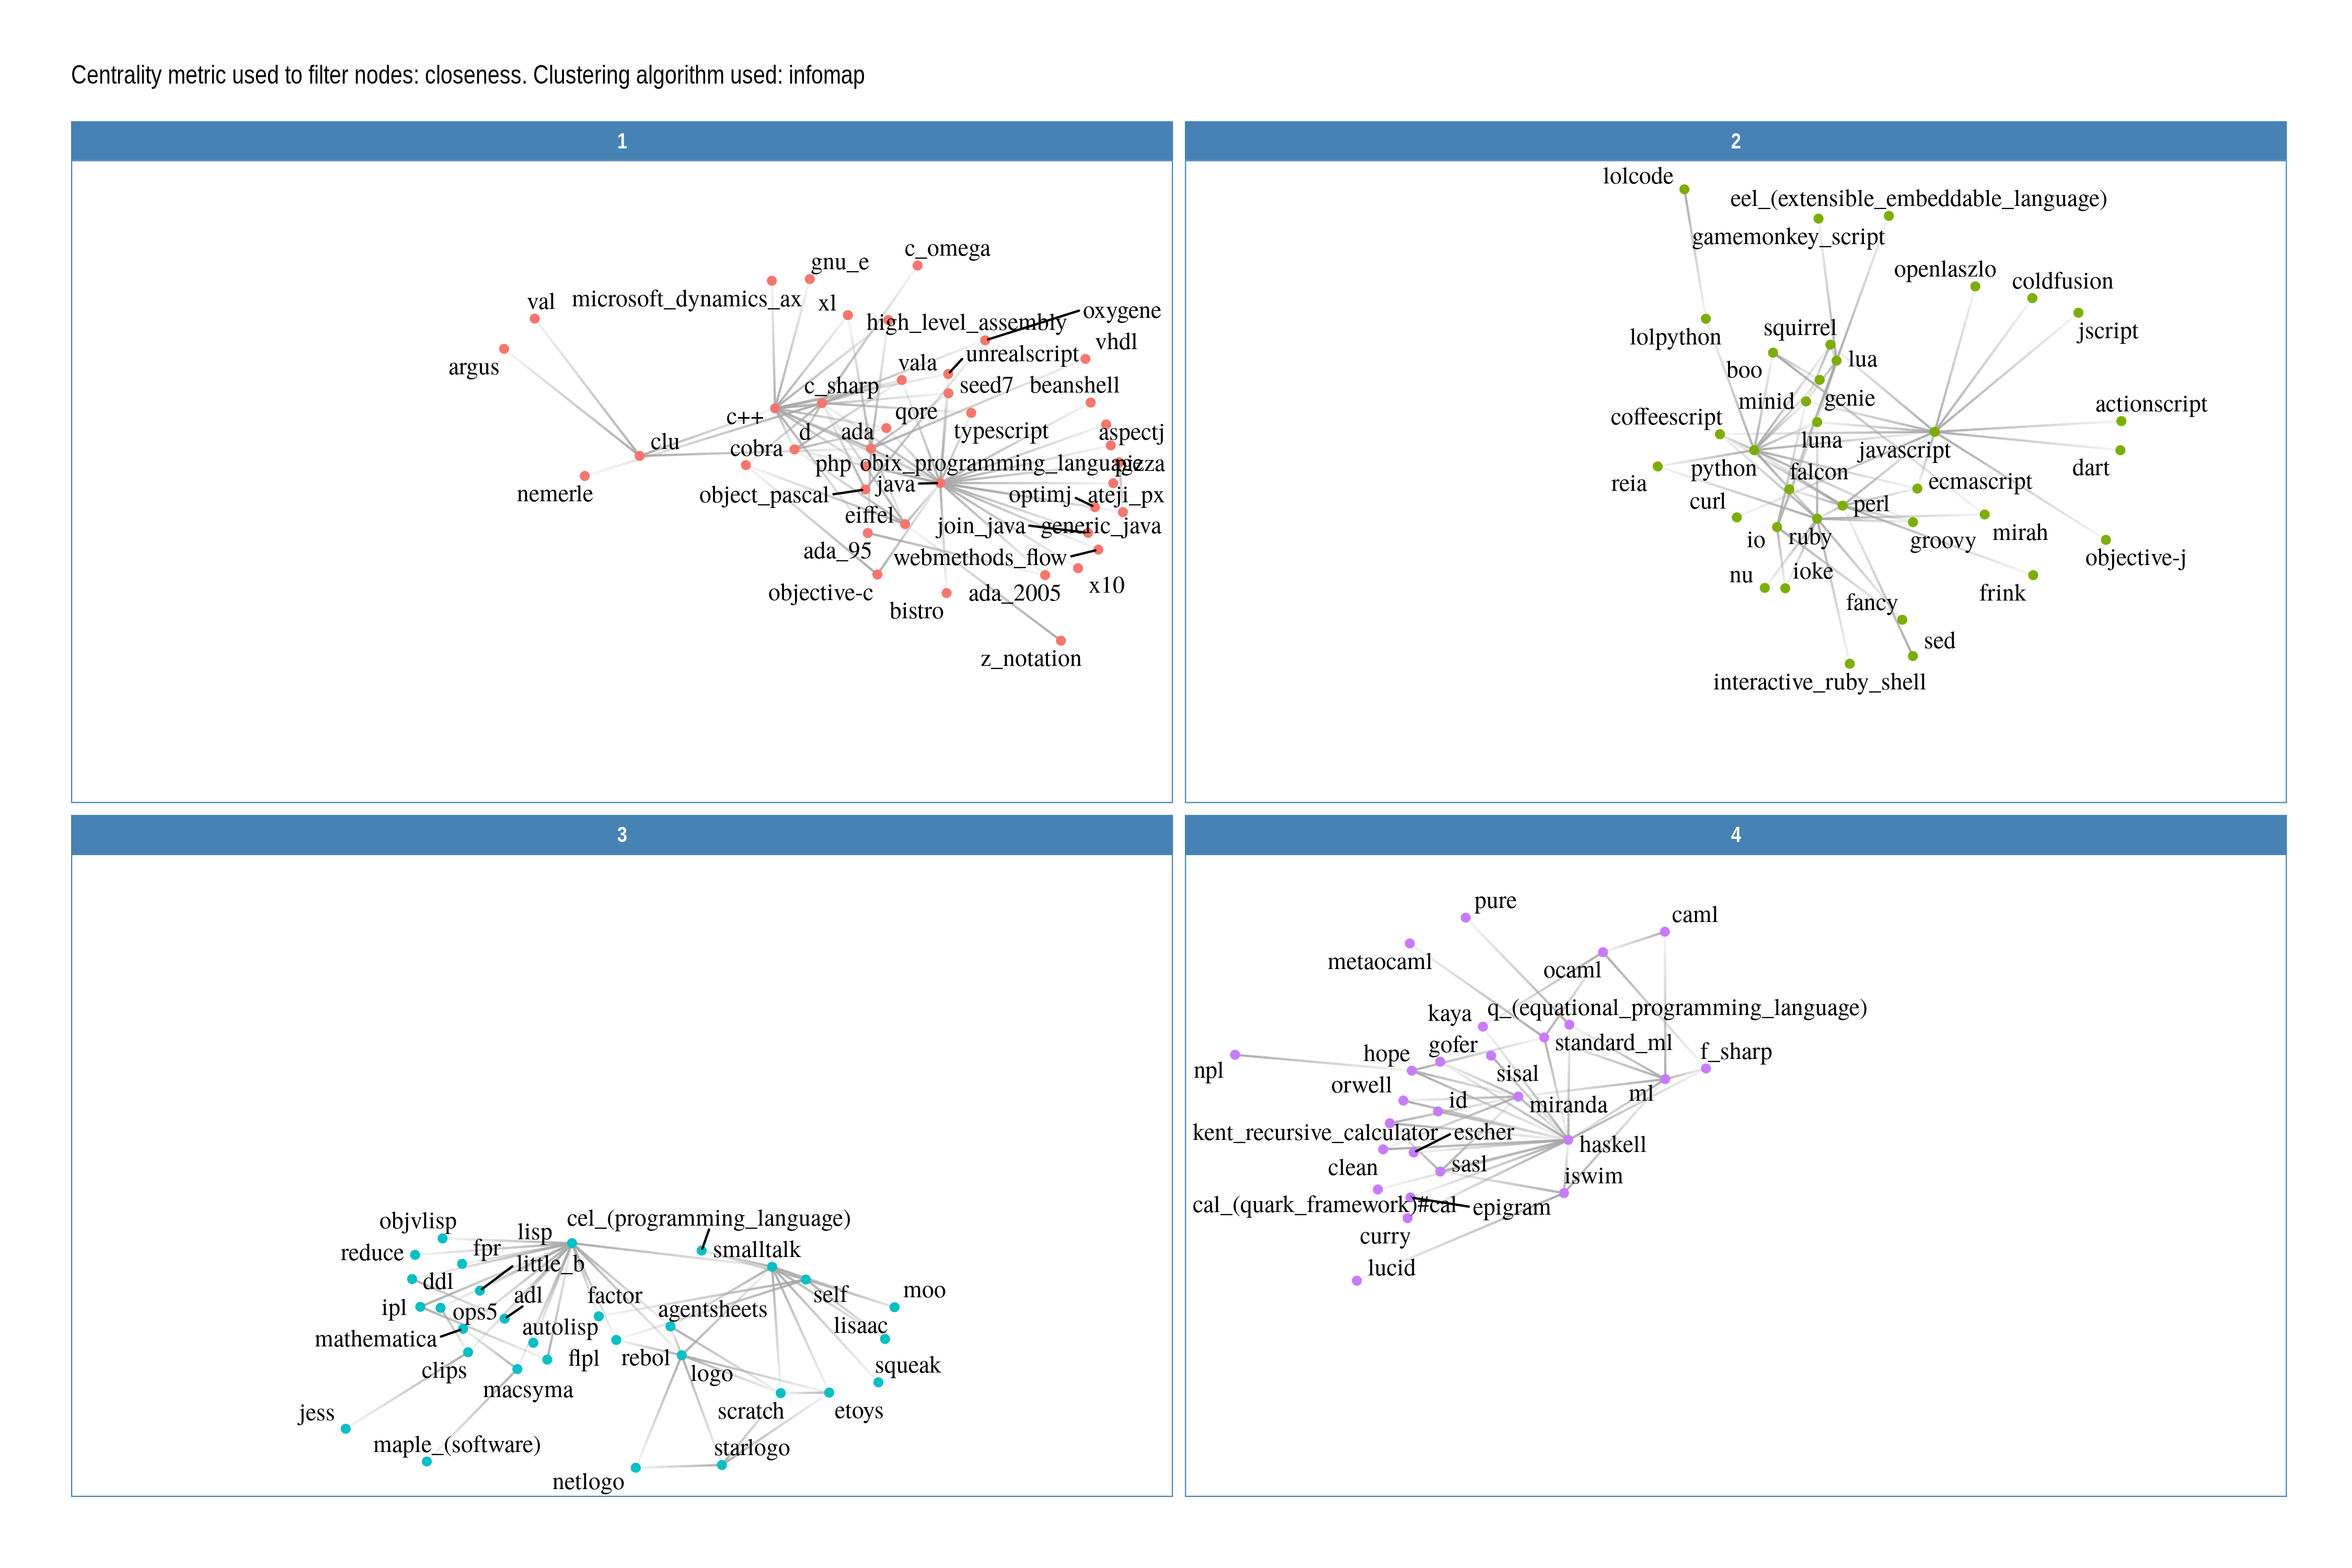 Centrality metric used to filter nodes: closeness. Clustering algorithm used: infomap
1
c_omega
gnu_e
val
microsoft_dynamics_ax
xl
oxygene
high_level_assembly
vhdl
unrealscript
argus
vala
c_sharp
seed7
beanshell
qore
c++
d
ada
typescript
aspectj
clu
cobra
php
obix_programming_language
pizza
java
nemerle
object_pascal
optimj
ateji_px
eiffel
join_java
generic_java
ada_95
webmethods_flow
objective-c
ada_2005
x10
bistro
z_notation
2
lolcode
eel_(extensible_embeddable_language)
gamemonkey_script
openlaszlo
coldfusion
squirrel
lolpython
jscript
lua
boo
minid
genie
actionscript
coffeescript
luna
javascript
python
falcon
dart
reia
ecmascript
curl
perl
io
ruby
groovy
mirah
objective-j
nu
ioke
frink
fancy
sed
interactive_ruby_shell
3
objvlisp
lisp
cel_(programming_language)
reduce
fpr
smalltalk
little_b
ddl
adl
factor
self
moo
ipl
ops5
agentsheets
autolisp
lisaac
mathematica
clips
flpl
rebol
logo
squeak
macsyma
jess
scratch
etoys
maple_(software)
starlogo
netlogo
4
pure
caml
metaocaml
ocaml
q_(equational_programming_language)
kaya
gofer
standard_ml
hope
f_sharp
npl
sisal
orwell
ml
id
miranda
kent_recursive_calculator
escher
haskell
clean
sasl
iswim
cal_(quark_framework)#cal
epigram
curry
lucid